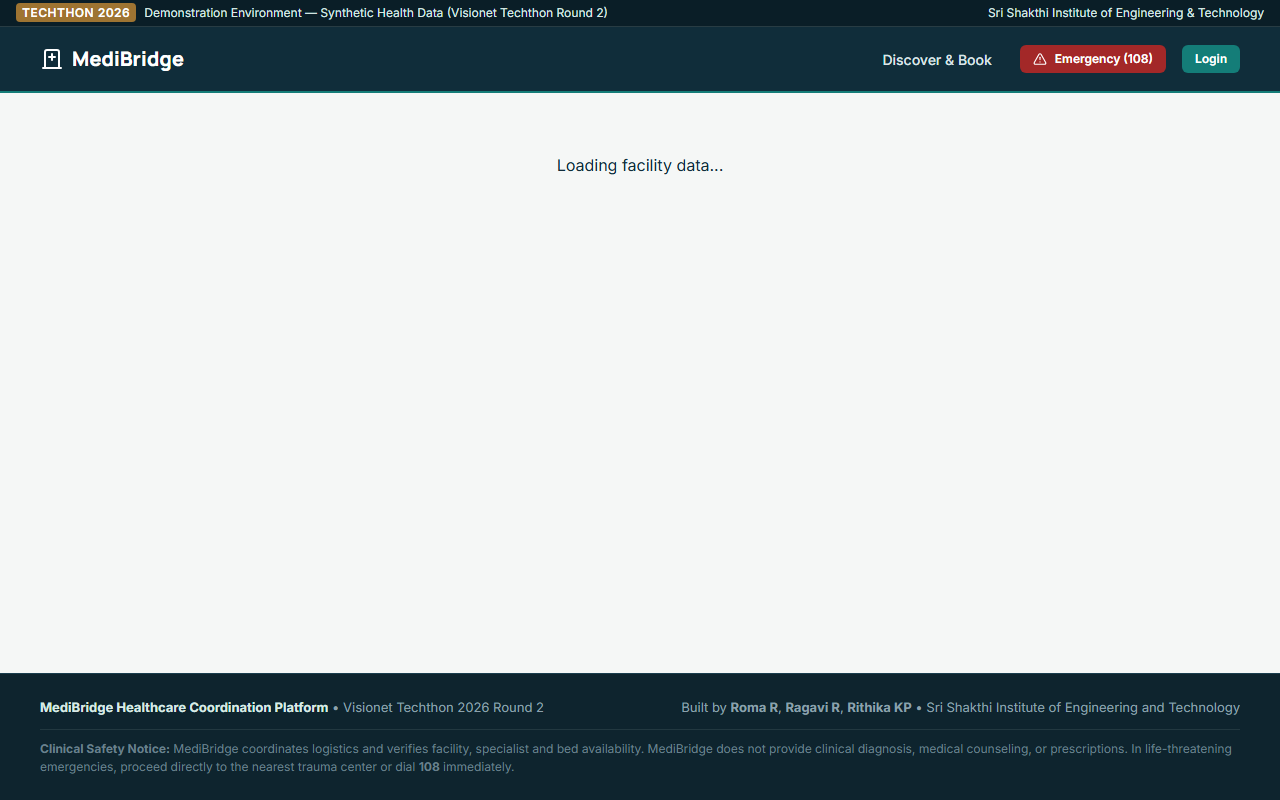 TECHTHON 2026 Demonstration Environment — Synthetic Health Data (Visionet Techthon Round 2) Sri Shakthi Institute of Engineering & Technology
MediBridge Discover & Book Emergency (108) Login
Loading facility data...
MediBridge Healthcare Coordination Platform • Visionet Techthon 2026 Round 2 Built by Roma R, Ragavi R, Rithika KP • Sri Shakthi Institute of Engineering and Technology
Clinical Safety Notice: MediBridge coordinates logistics and verifies facility, specialist and bed availability. MediBridge does not provide clinical diagnosis, medical counseling, or prescriptions. In life-threatening
emergencies, proceed directly to the nearest trauma center or dial 108 immediately.